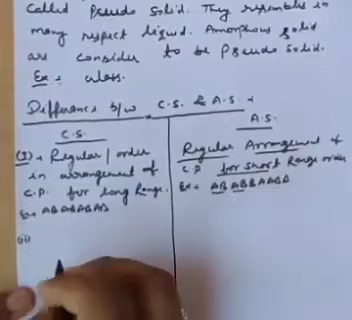 called Pseudo solid. They resembles in
many respect liquid. Amorphous solid
are consider to be Pseudo solid.
Ex: Glass.
Difference b/w C.S. & A.S.
C.S.
(i) Regular/order
in arrangement of
C.P. for long Range.
Ex: ABABABAB
(ii)
A.S.
Regular Arrangement of
C.P for short Range order
Ex: ABABBAABA